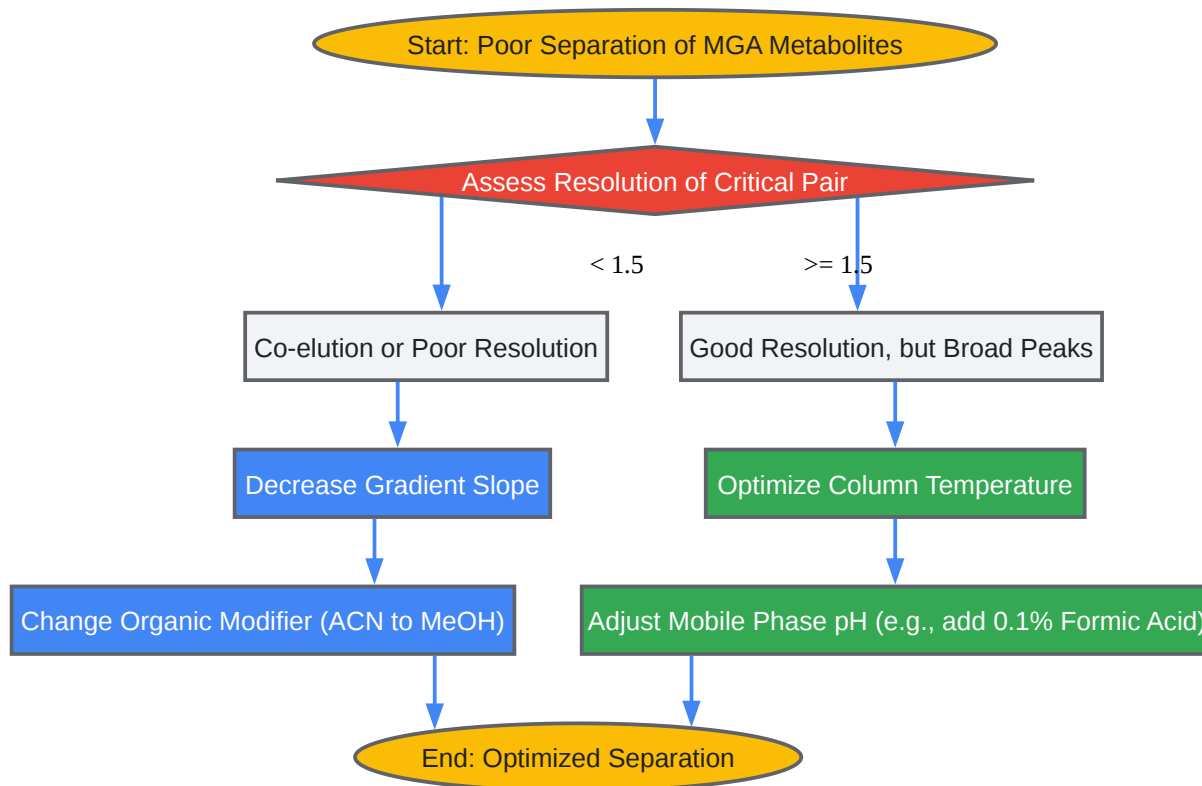 Start: Poor Separation of MGA Metabolites
Assess Resolution of Critical Pair
< 1.5
>= 1.5
Co-elution or Poor Resolution
Good Resolution, but Broad Peaks
Decrease Gradient Slope
Optimize Column Temperature
Change Organic Modifier (ACN to MeOH)
Adjust Mobile Phase pH (e.g., add 0.1% Formic Acid)
End: Optimized Separation